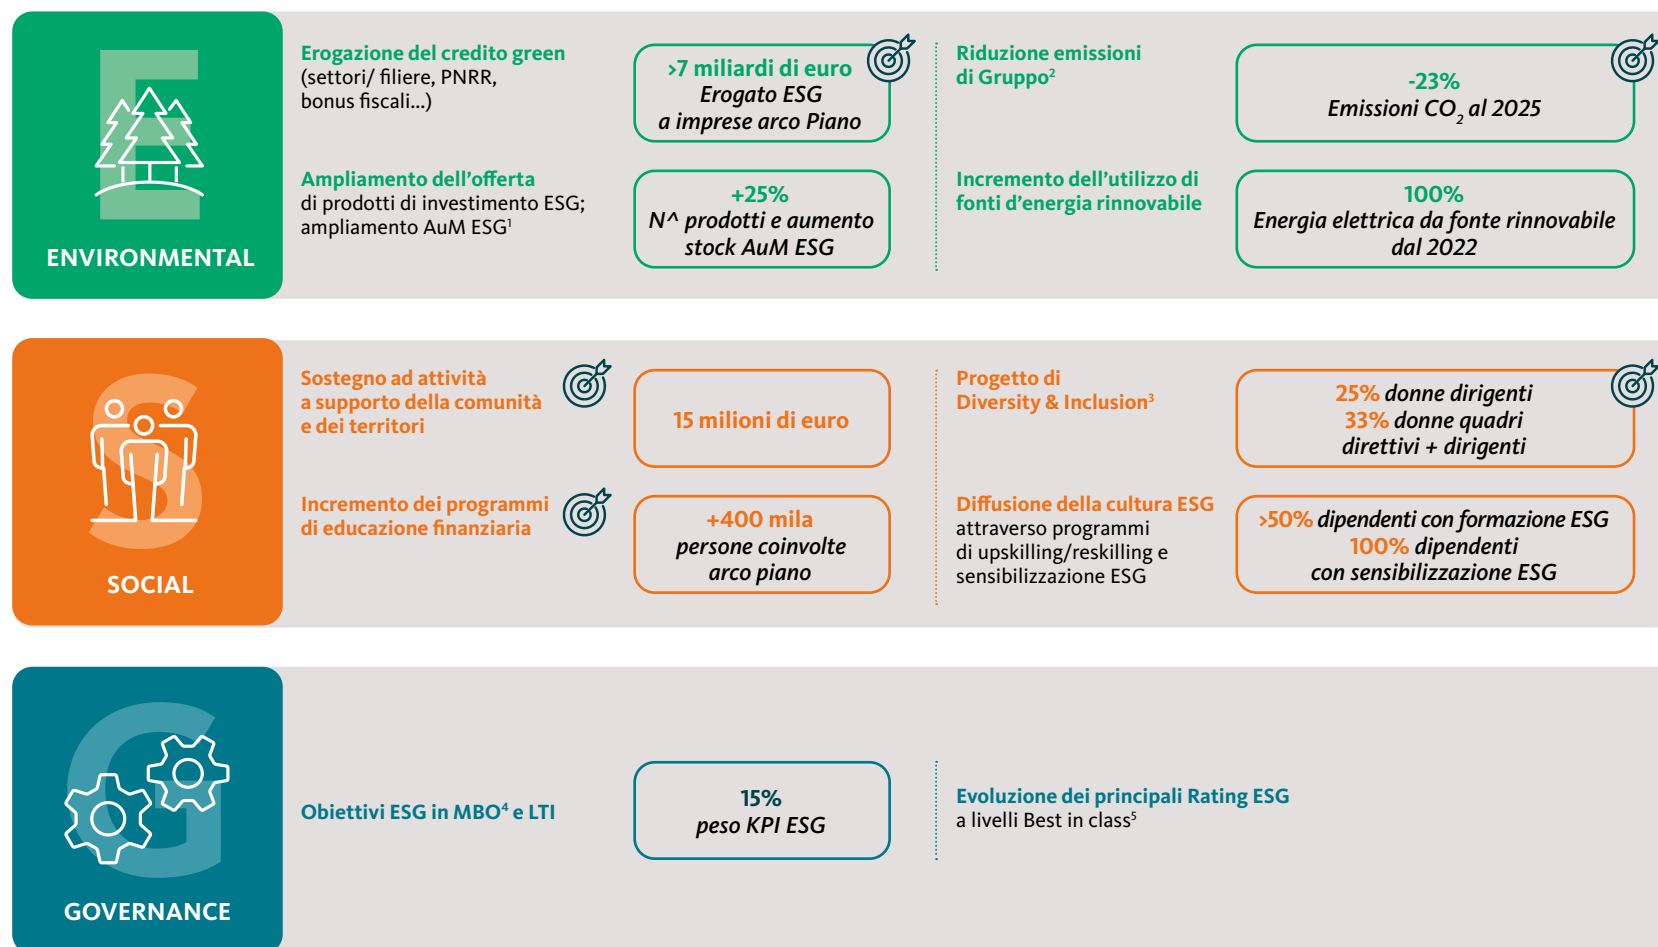 ENVIRONMENTAL
Erogazione del credito green
(settori/ filiere, PNRR,
bonus fiscali...)
>7 miliardi di euro
Erogato ESG
a imprese arco Piano
Ampliamento dell'offerta
di prodotti di investimento ESG;
ampliamento AuM ESG¹
+25%
N^ prodotti e aumento
stock AuM ESG
Riduzione emissioni
di Gruppo²
-23%
Emissioni CO₂ al 2025
Incremento dell'utilizzo di
fonti d'energia rinnovabile
100%
Energia elettrica da fonte rinnovabile
dal 2022
SOCIAL
Sostegno ad attività
a supporto della comunità
e dei territori
15 milioni di euro
Incremento dei programmi
di educazione finanziaria
+400 mila
persone coinvolte
arco piano
Progetto di
Diversity & Inclusion³
25% donne dirigenti
33% donne quadri
direttivi + dirigenti
Diffusione della cultura ESG
attraverso programmi
di upskilling/reskilling e
sensibilizzazione ESG
>50% dipendenti con formazione ESG
100% dipendenti
con sensibilizzazione ESG
GOVERNANCE
Obiettivi ESG in MBO⁴ e LTI
15%
peso KPI ESG
Evoluzione dei principali Rating ESG
a livelli Best in class⁵